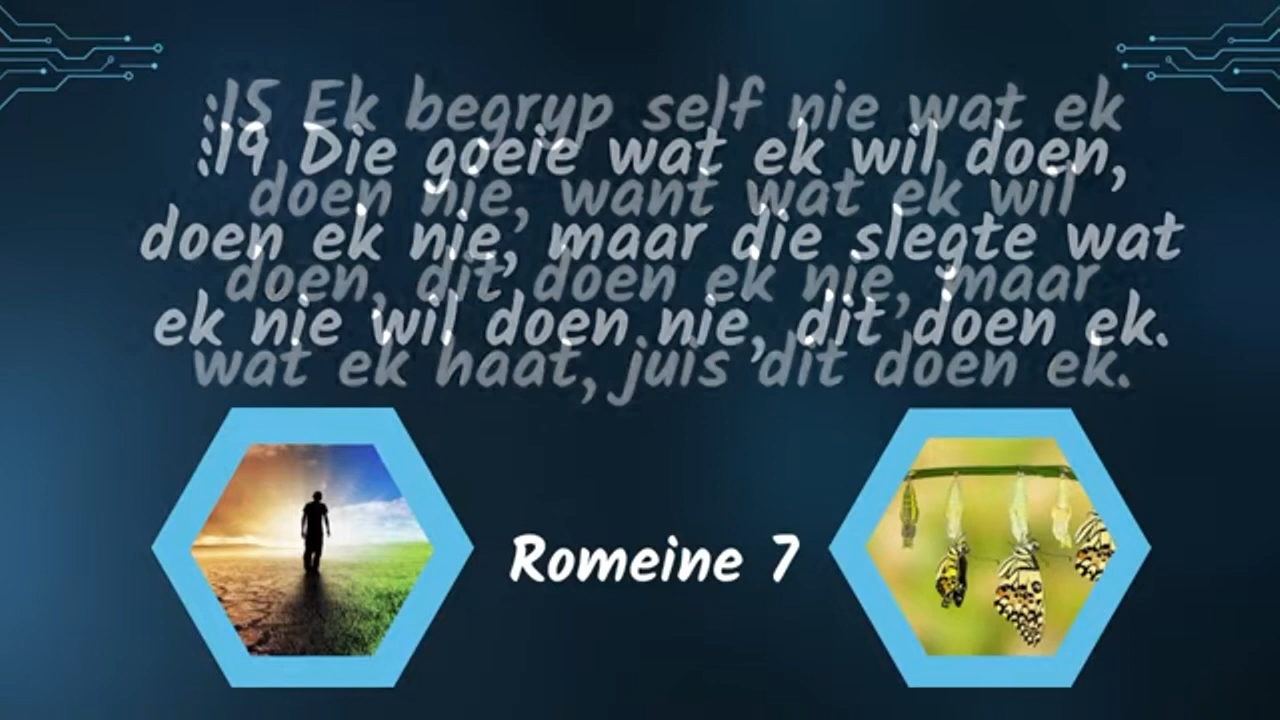 :15 Ek begryp self nie wat ek
doen nie, want wat ek wil
doen, dit doen ek nie, maar
wat ek haat, juis dit doen ek.
:19 Die goeie wat ek wil doen,
doen ek nie, maar die slegte wat
ek nie wil doen nie, dit doen ek.
Romeine 7